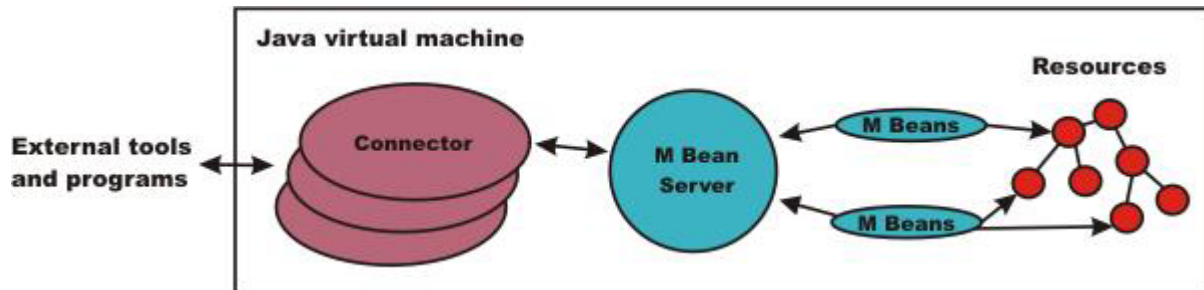 Java virtual machine
Resources
External tools
and programs
Connector
M Bean
Server
M Beans
M Beans